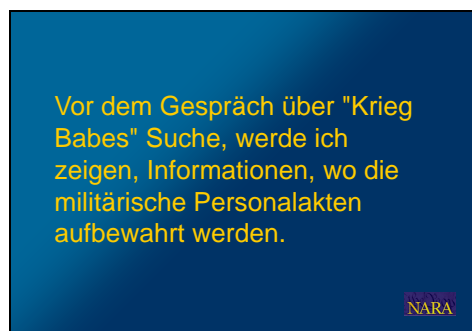 Vor dem Gespräch über "Krieg
Babes" Suche, werde ich
zeigen, Informationen, wo die
militärische Personalakten
aufbewahrt werden.
NARA